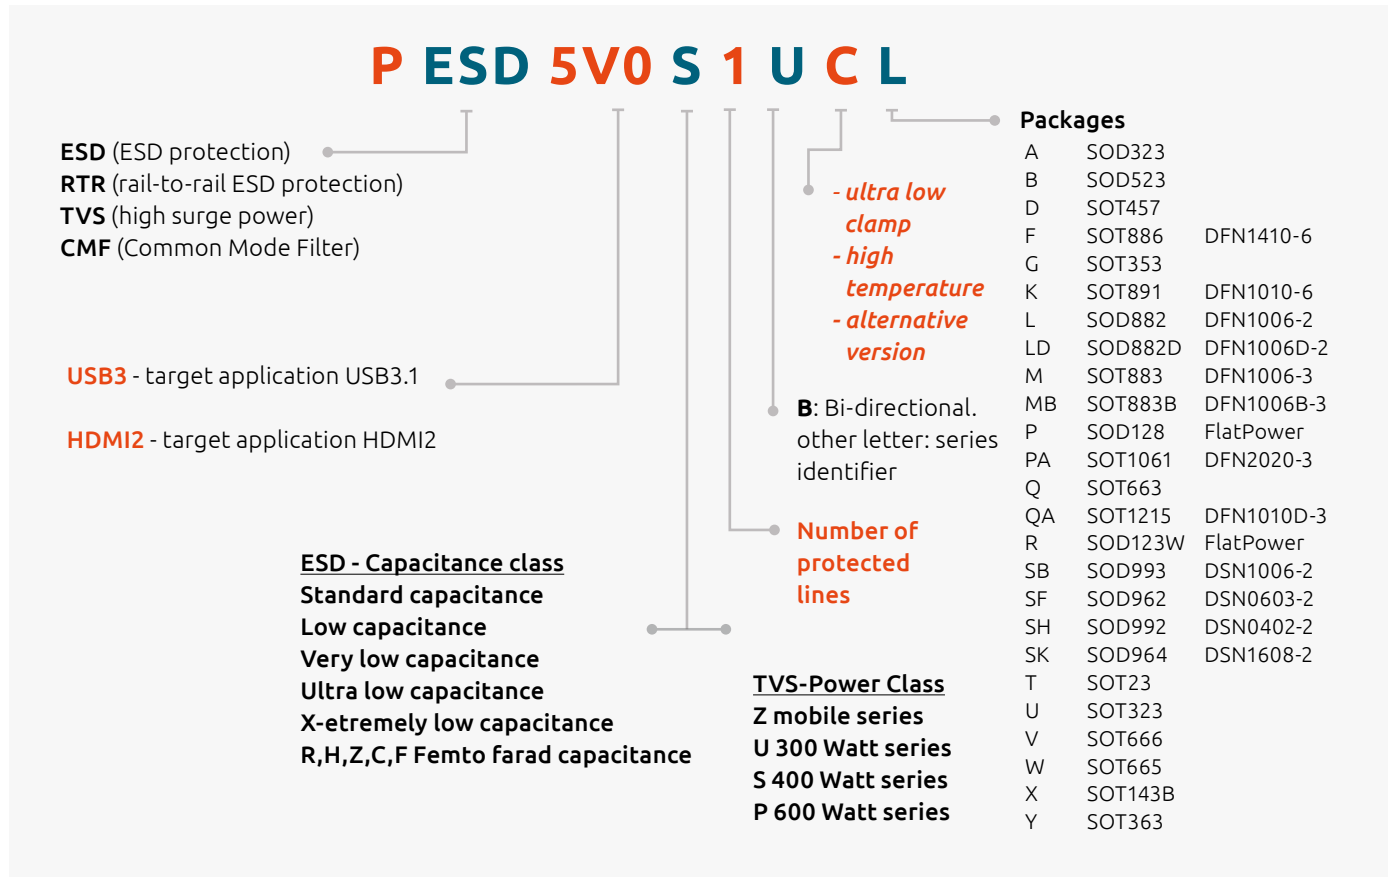 P ESD 5V0 S 1 U C L
ESD (ESD protection)
RTR (rail-to-rail ESD protection)
TVS (high surge power)
CMF (Common Mode Filter)
USB3 - target application USB3.1
HDMI2 - target application HDMI2
ESD - Capacitance class
Standard capacitance
Low capacitance
Very low capacitance
Ultra low capacitance
X-etremely low capacitance
R,H,Z,C,F Femto farad capacitance
TVS-Power Class
Z mobile series
U 300 Watt series
S 400 Watt series
P 600 Watt series
Number of
protected
lines
B: Bi-directional.
other letter: series
identifier
- ultra low
clamp
- high
temperature
- alternative
version
Packages
A SOD323
B SOD523
D SOT457
F SOT886 DFN1410-6
G SOT353
K SOT891 DFN1010-6
L SOD882 DFN1006-2
LD SOD882D DFN1006D-2
M SOT883 DFN1006-3
MB SOT883B DFN1006B-3
P SOD128 FlatPower
PA SOT1061 DFN2020-3
Q SOT663
QA SOT1215 DFN1010D-3
R SOD123W FlatPower
SB SOD993 DSN1006-2
SF SOD962 DSN0603-2
SH SOD992 DSN0402-2
SK SOD964 DSN1608-2
T SOT23
U SOT323
V SOT666
W SOT665
X SOT143B
Y SOT363